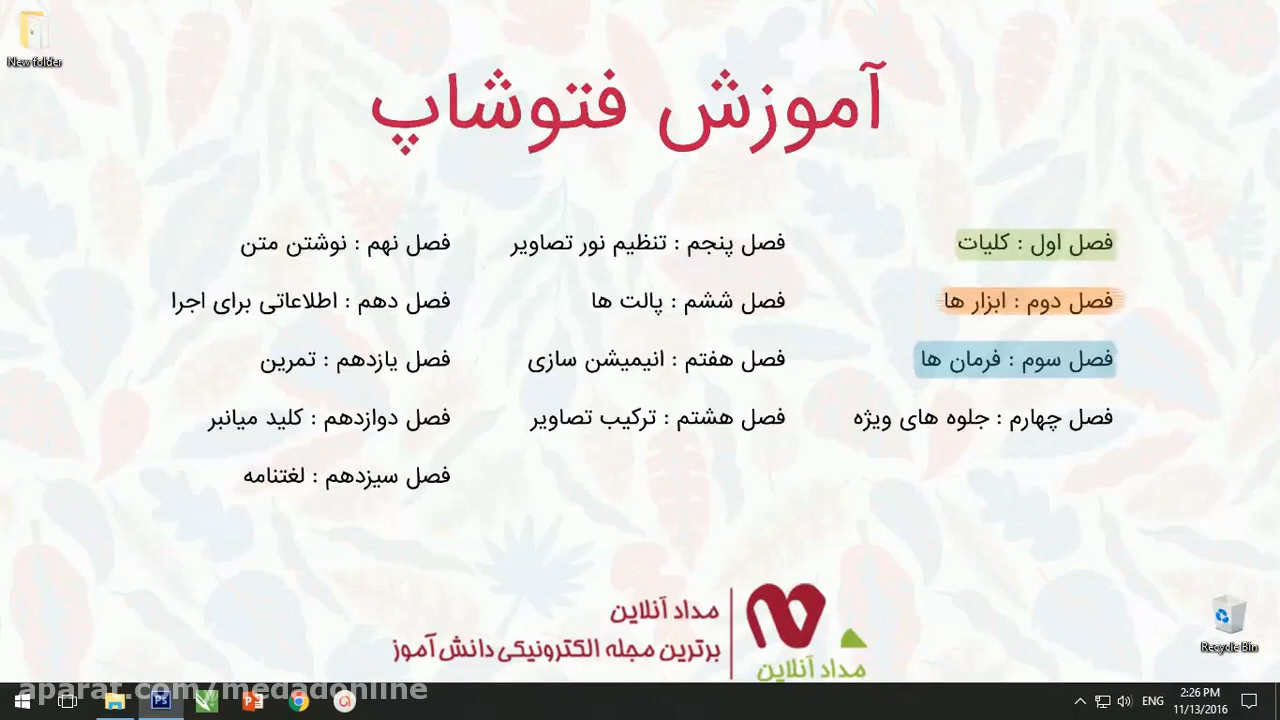 New folder
آموزش فتوشاپ
فصل اول : کلیات
فصل دوم : ابزار ها
فصل سوم : فرمان ها
فصل چهارم : جلوه های ویژه
فصل پنجم : تنظیم نور تصاویر
فصل ششم : پالت ها
فصل هفتم : انیمیشن سازی
فصل هشتم : ترکیب تصاویر
فصل نهم : نوشتن متن
فصل دهم : اطلاعاتی برای اجرا
فصل یازدهم : تمرین
فصل دوازدهم : کلید میانبر
فصل سیزدهم : لغتنامه
مداد آنلاین
برترین مجله الکترونیکی دانش آموز
مداد آنلاین
Recycle Bin
aparat.com/medadonline
Ps
ENG
2:26 PM
11/13/2016